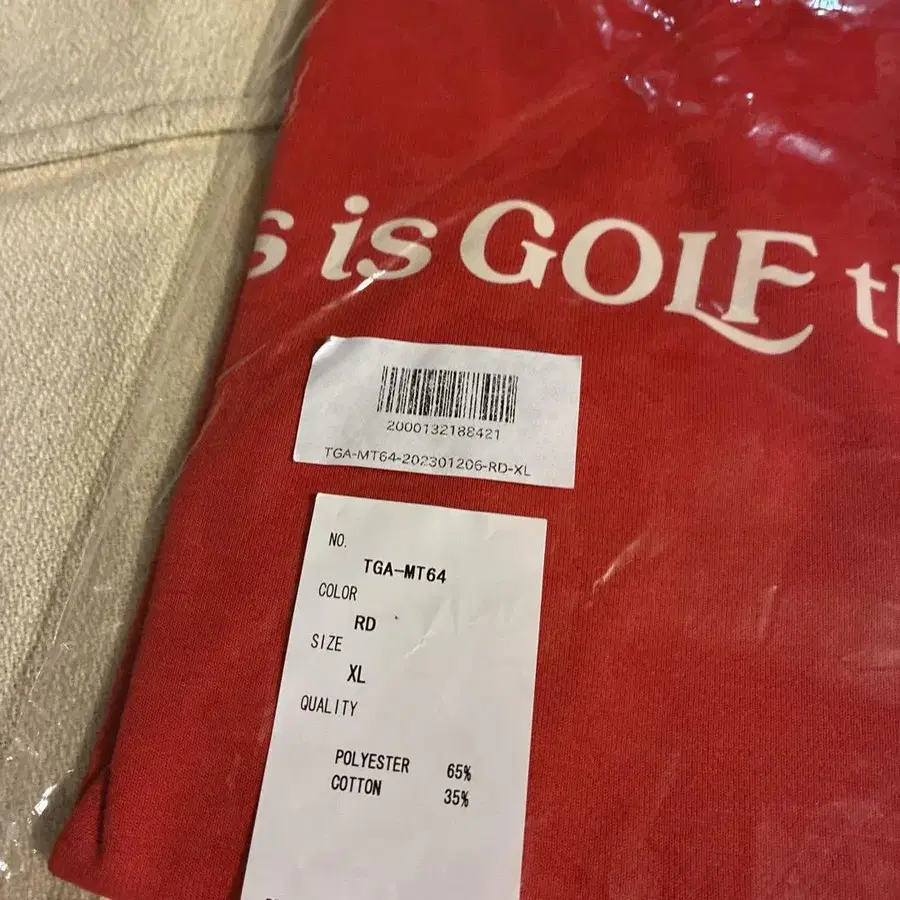 s is GOLF t
2000132188421
TGA-MT64-202301206-RD-XL
NO.
TGA-MT64
COLOR
RD
SIZE
XL
QUALITY
POLYESTER 65%
COTTON 35%